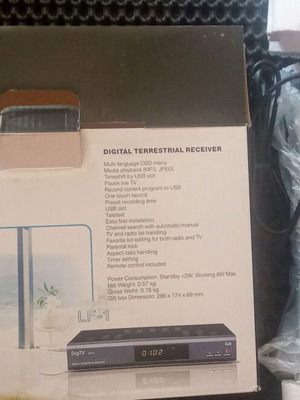 DIGITAL TERRESTRIAL RECEIVER
Multi-language OSD menu
Media playback (MP3, JPEG)
Timeshift by USB slot
Pause live TV
Record current program to USB
One touch record
Preset recording time
USB slot
Teletext
Easy first installation
Channel search with automatic/manual
TV and radio list handling
Favorite list editing for both radio and TV
Parental lock
Aspect ratio handling
Timer setting
Remote control included
Power Consumption: Standby <2W, Working 8W Max
Net Weight: 0.57 kg
Gross Weiht: 0.78 kg
Gift box Dimension: 266 x 174 x 69 mm
DigiTV
0102